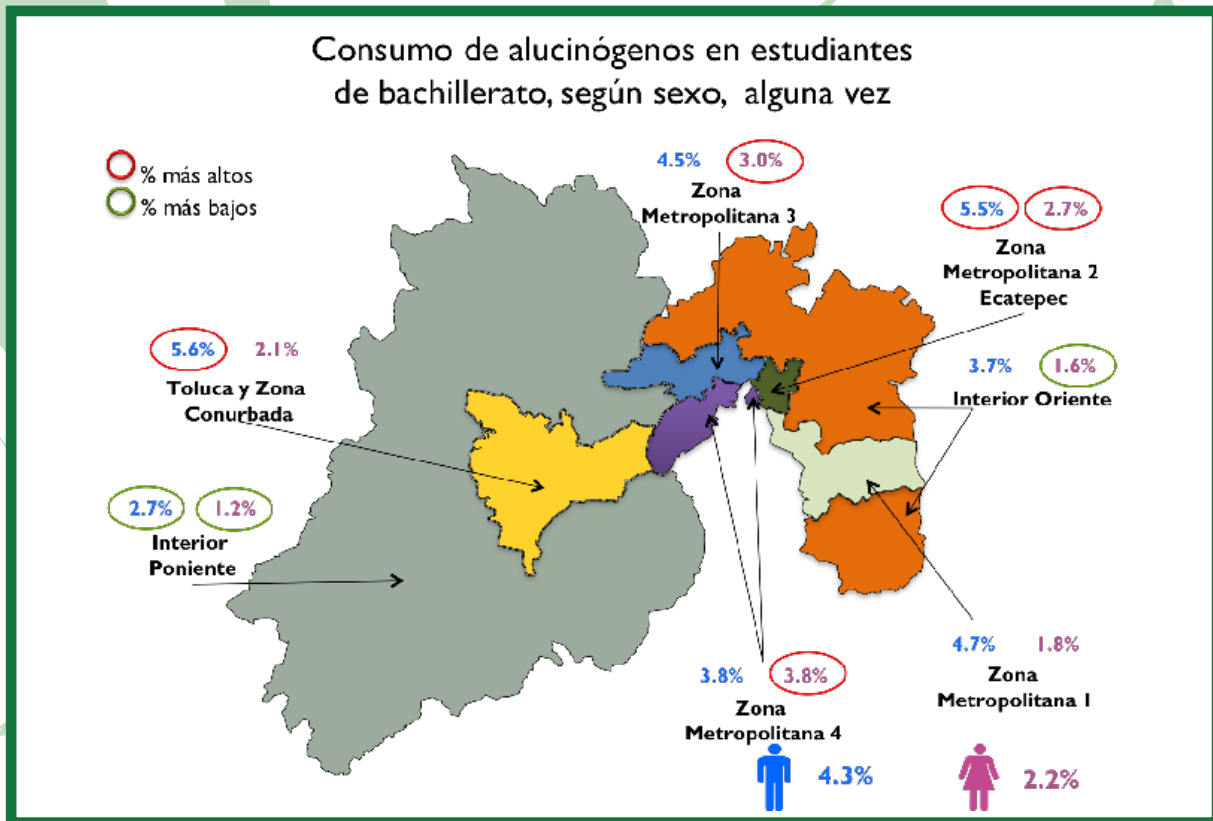 Consumo de alucinógenos en estudiantes
de bachillerato, según sexo, alguna vez
% más altos
% más bajos
4.5% 3.0%
Zona
Metropolitana 3
5.5% 2.7%
Zona
Metropolitana 2
Ecatepec
5.6% 2.1%
Toluca y Zona
Conurbada
3.7% 1.6%
Interior Oriente
2.7% 1.2%
Interior
Poniente
4.7% 1.8%
Zona
Metropolitana 1
3.8% 3.8%
Zona
Metropolitana 4
4.3% 2.2%